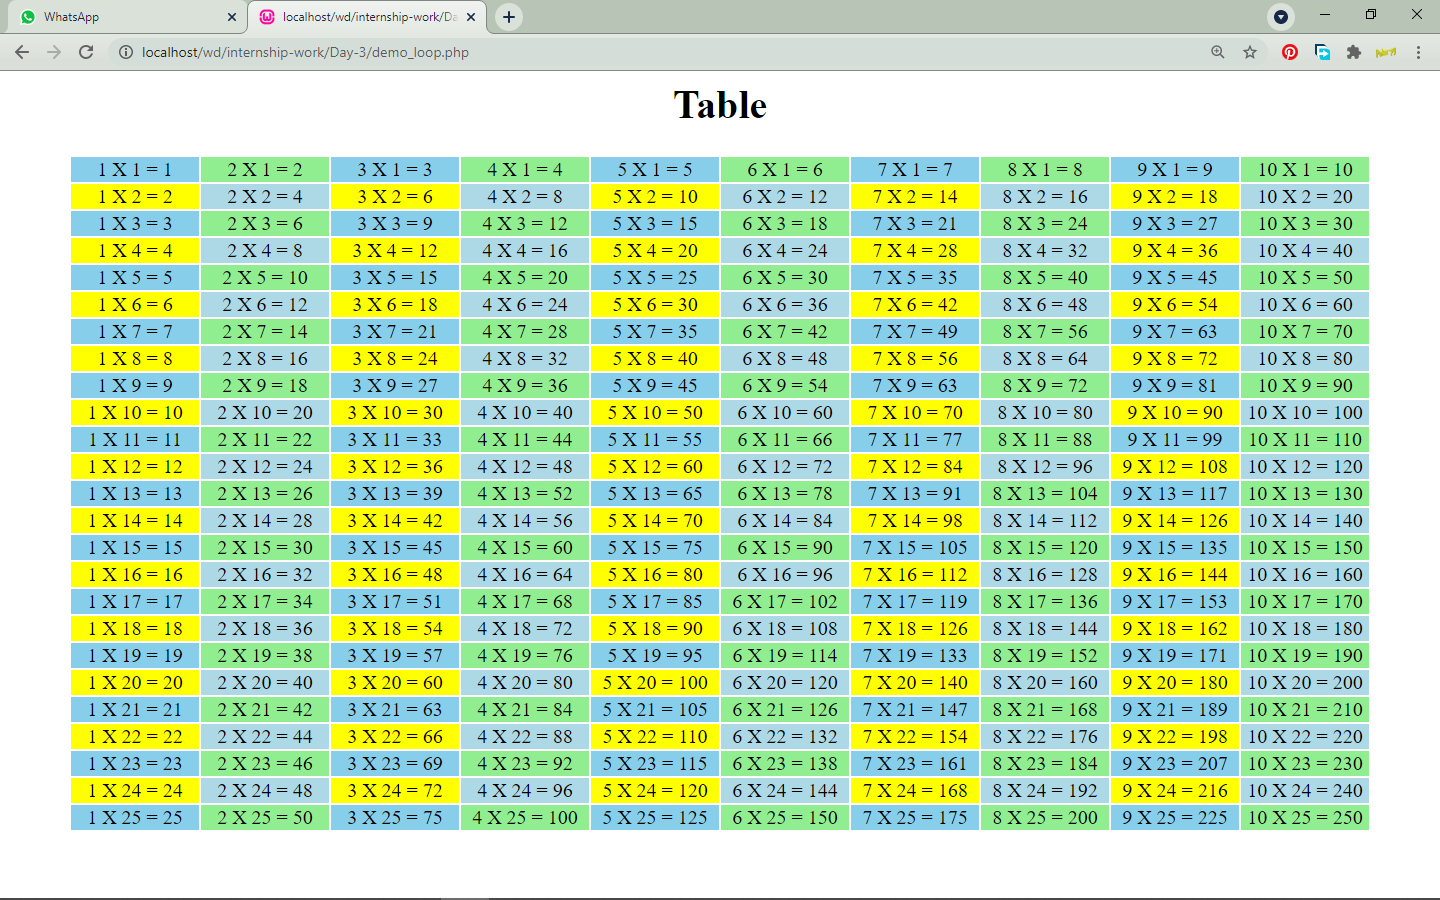 WhatsApp localhost/wd/internship-work/Da
localhost/wd/internship-work/Day-3/demo_loop.php
Table
1 X 1 = 1 2 X 1 = 2 3 X 1 = 3 4 X 1 = 4 5 X 1 = 5 6 X 1 = 6 7 X 1 = 7 8 X 1 = 8 9 X 1 = 9 10 X 1 = 10
1 X 2 = 2 2 X 2 = 4 3 X 2 = 6 4 X 2 = 8 5 X 2 = 10 6 X 2 = 12 7 X 2 = 14 8 X 2 = 16 9 X 2 = 18 10 X 2 = 20
1 X 3 = 3 2 X 3 = 6 3 X 3 = 9 4 X 3 = 12 5 X 3 = 15 6 X 3 = 18 7 X 3 = 21 8 X 3 = 24 9 X 3 = 27 10 X 3 = 30
1 X 4 = 4 2 X 4 = 8 3 X 4 = 12 4 X 4 = 16 5 X 4 = 20 6 X 4 = 24 7 X 4 = 28 8 X 4 = 32 9 X 4 = 36 10 X 4 = 40
1 X 5 = 5 2 X 5 = 10 3 X 5 = 15 4 X 5 = 20 5 X 5 = 25 6 X 5 = 30 7 X 5 = 35 8 X 5 = 40 9 X 5 = 45 10 X 5 = 50
1 X 6 = 6 2 X 6 = 12 3 X 6 = 18 4 X 6 = 24 5 X 6 = 30 6 X 6 = 36 7 X 6 = 42 8 X 6 = 48 9 X 6 = 54 10 X 6 = 60
1 X 7 = 7 2 X 7 = 14 3 X 7 = 21 4 X 7 = 28 5 X 7 = 35 6 X 7 = 42 7 X 7 = 49 8 X 7 = 56 9 X 7 = 63 10 X 7 = 70
1 X 8 = 8 2 X 8 = 16 3 X 8 = 24 4 X 8 = 32 5 X 8 = 40 6 X 8 = 48 7 X 8 = 56 8 X 8 = 64 9 X 8 = 72 10 X 8 = 80
1 X 9 = 9 2 X 9 = 18 3 X 9 = 27 4 X 9 = 36 5 X 9 = 45 6 X 9 = 54 7 X 9 = 63 8 X 9 = 72 9 X 9 = 81 10 X 9 = 90
1 X 10 = 10 2 X 10 = 20 3 X 10 = 30 4 X 10 = 40 5 X 10 = 50 6 X 10 = 60 7 X 10 = 70 8 X 10 = 80 9 X 10 = 90 10 X 10 = 100
1 X 11 = 11 2 X 11 = 22 3 X 11 = 33 4 X 11 = 44 5 X 11 = 55 6 X 11 = 66 7 X 11 = 77 8 X 11 = 88 9 X 11 = 99 10 X 11 = 110
1 X 12 = 12 2 X 12 = 24 3 X 12 = 36 4 X 12 = 48 5 X 12 = 60 6 X 12 = 72 7 X 12 = 84 8 X 12 = 96 9 X 12 = 108 10 X 12 = 120
1 X 13 = 13 2 X 13 = 26 3 X 13 = 39 4 X 13 = 52 5 X 13 = 65 6 X 13 = 78 7 X 13 = 91 8 X 13 = 104 9 X 13 = 117 10 X 13 = 130
1 X 14 = 14 2 X 14 = 28 3 X 14 = 42 4 X 14 = 56 5 X 14 = 70 6 X 14 = 84 7 X 14 = 98 8 X 14 = 112 9 X 14 = 126 10 X 14 = 140
1 X 15 = 15 2 X 15 = 30 3 X 15 = 45 4 X 15 = 60 5 X 15 = 75 6 X 15 = 90 7 X 15 = 105 8 X 15 = 120 9 X 15 = 135 10 X 15 = 150
1 X 16 = 16 2 X 16 = 32 3 X 16 = 48 4 X 16 = 64 5 X 16 = 80 6 X 16 = 96 7 X 16 = 112 8 X 16 = 128 9 X 16 = 144 10 X 16 = 160
1 X 17 = 17 2 X 17 = 34 3 X 17 = 51 4 X 17 = 68 5 X 17 = 85 6 X 17 = 102 7 X 17 = 119 8 X 17 = 136 9 X 17 = 153 10 X 17 = 170
1 X 18 = 18 2 X 18 = 36 3 X 18 = 54 4 X 18 = 72 5 X 18 = 90 6 X 18 = 108 7 X 18 = 126 8 X 18 = 144 9 X 18 = 162 10 X 18 = 180
1 X 19 = 19 2 X 19 = 38 3 X 19 = 57 4 X 19 = 76 5 X 19 = 95 6 X 19 = 114 7 X 19 = 133 8 X 19 = 152 9 X 19 = 171 10 X 19 = 190
1 X 20 = 20 2 X 20 = 40 3 X 20 = 60 4 X 20 = 80 5 X 20 = 100 6 X 20 = 120 7 X 20 = 140 8 X 20 = 160 9 X 20 = 180 10 X 20 = 200
1 X 21 = 21 2 X 21 = 42 3 X 21 = 63 4 X 21 = 84 5 X 21 = 105 6 X 21 = 126 7 X 21 = 147 8 X 21 = 168 9 X 21 = 189 10 X 21 = 210
1 X 22 = 22 2 X 22 = 44 3 X 22 = 66 4 X 22 = 88 5 X 22 = 110 6 X 22 = 132 7 X 22 = 154 8 X 22 = 176 9 X 22 = 198 10 X 22 = 220
1 X 23 = 23 2 X 23 = 46 3 X 23 = 69 4 X 23 = 92 5 X 23 = 115 6 X 23 = 138 7 X 23 = 161 8 X 23 = 184 9 X 23 = 207 10 X 23 = 230
1 X 24 = 24 2 X 24 = 48 3 X 24 = 72 4 X 24 = 96 5 X 24 = 120 6 X 24 = 144 7 X 24 = 168 8 X 24 = 192 9 X 24 = 216 10 X 24 = 240
1 X 25 = 25 2 X 25 = 50 3 X 25 = 75 4 X 25 = 100 5 X 25 = 125 6 X 25 = 150 7 X 25 = 175 8 X 25 = 200 9 X 25 = 225 10 X 25 = 250